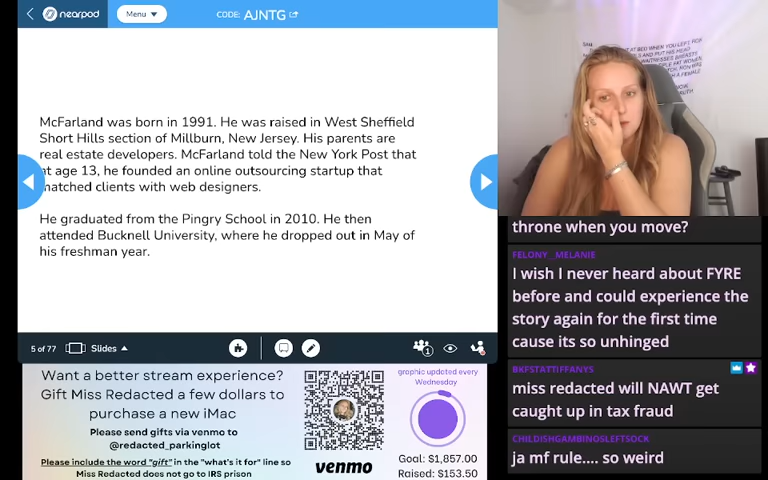 nearpod
Menu
CODE: AJNTG
McFarland was born in 1991. He was raised in West Sheffield
Short Hills section of Millburn, New Jersey. His parents are
real estate developers. McFarland told the New York Post that
at age 13, he founded an online outsourcing startup that
matched clients with web designers.
He graduated from the Pingry School in 2010. He then
attended Bucknell University, where he dropped out in May of
his freshman year.
5 of 77
Slides
1
Want a better stream experience?
Gift Miss Redacted a few dollars to
purchase a new iMac
Please send gifts via venmo to
@redacted_parkinglot
Please include the word "gift" in the "what's it for" line so
Miss Redacted does not go to IRS prison
venmo
graphic updated every
Wednesday
Goal: $1,857.00
Raised: $153.50
throne when you move?
FELONY_MELANIE
I wish I never heard about FYRE
before and could experience the
story again for the first time
cause its so unhinged
BKFSTATTIFFANYS
miss redacted will NAWT get
caught up in tax fraud
CHILDISHGAMBINOSLEFTSOCK
ja mf rule.... so weird